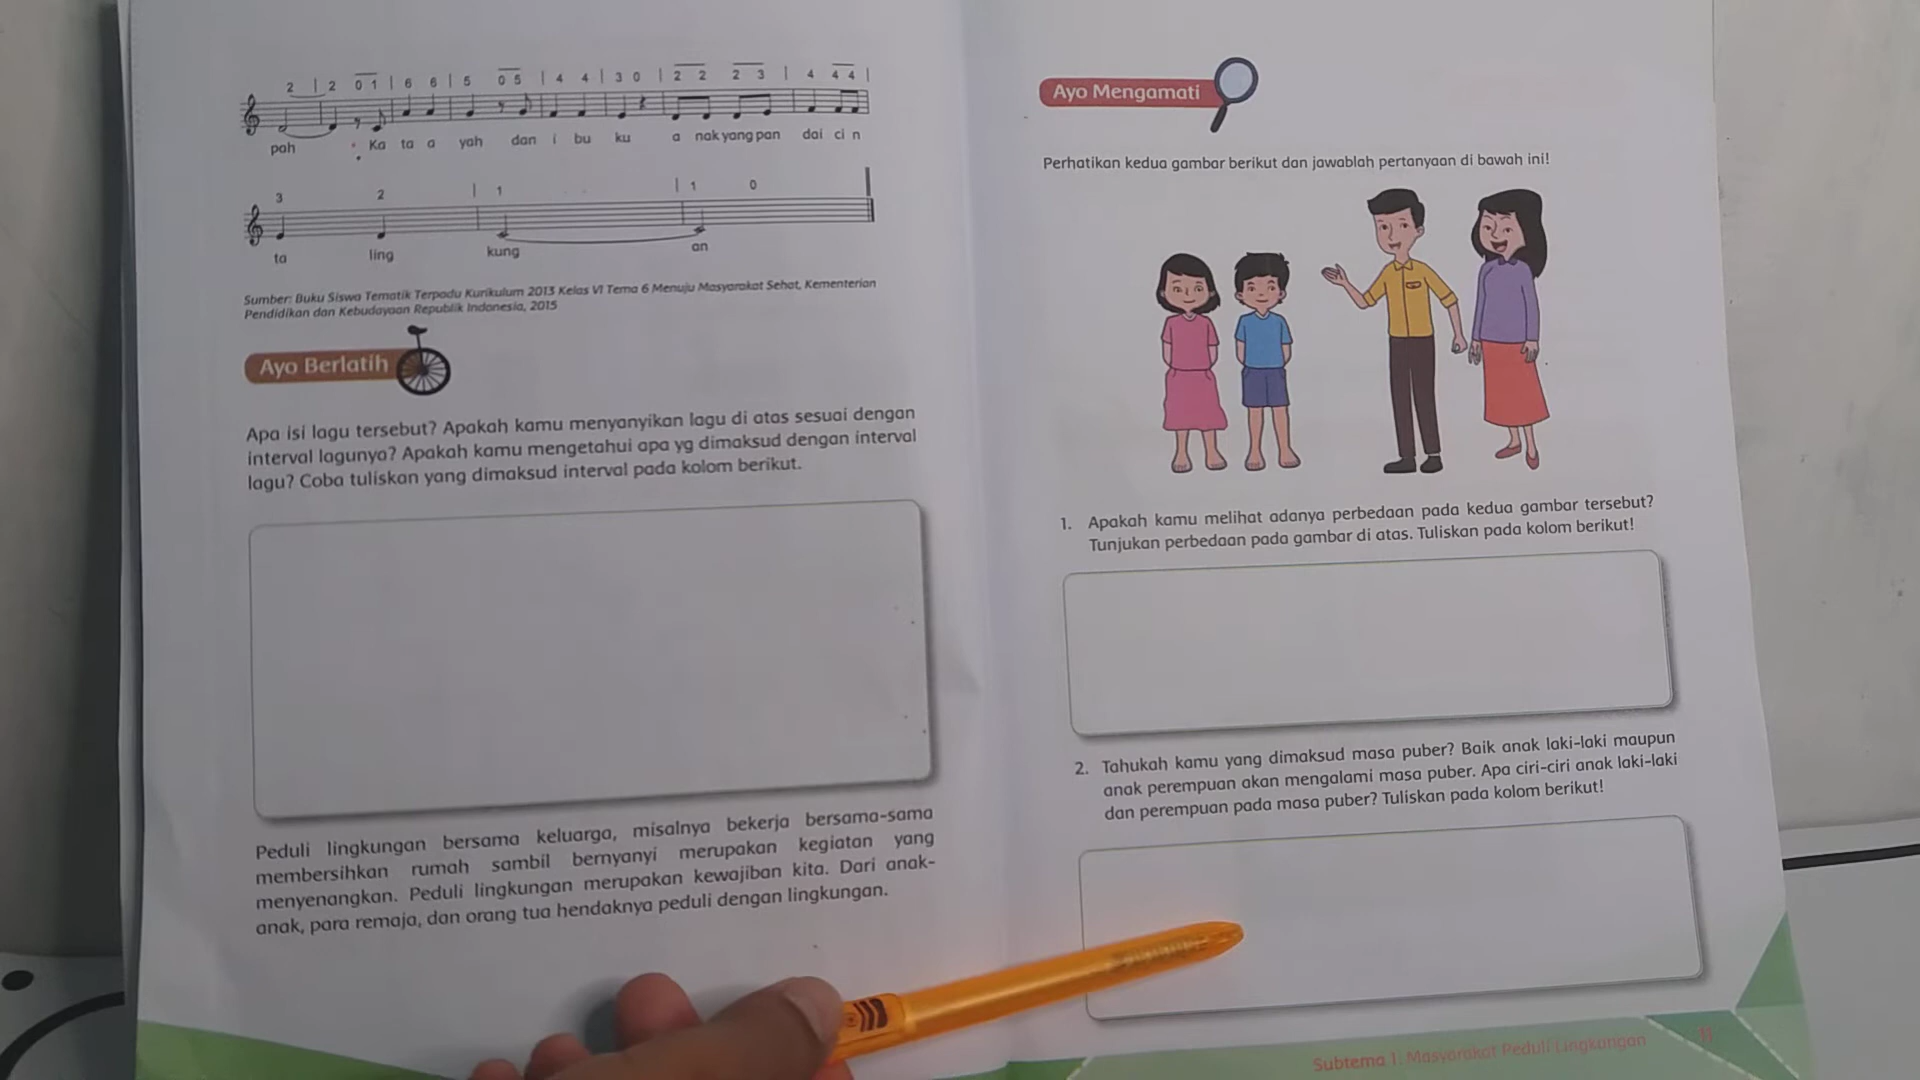 2 | 2 0 1 | 6 6 | 5 0 5 | 4 4 | 3 0 | 2 2 2 3 | 4 4 4 |
pah Ka ta a yah dan i bu ku a nak yang pan dai ci n
3 2 | 1 | 1 0
ta ling kung an
Sumber: Buku Siswa Tematik Terpadu Kurikulum 2013 Kelas VI Tema 6 Menuju Masyarakat Sehat, Kementerian
Pendidikan dan Kebudayaan Republik Indonesia, 2015
Ayo Berlatih
Apa isi lagu tersebut? Apakah kamu menyanyikan lagu di atas sesuai dengan
interval lagunya? Apakah kamu mengetahui apa yg dimaksud dengan interval
lagu? Coba tuliskan yang dimaksud interval pada kolom berikut.
Peduli lingkungan bersama keluarga, misalnya bekerja bersama-sama
membersihkan rumah sambil bernyanyi merupakan kegiatan yang
menyenangkan. Peduli lingkungan merupakan kewajiban kita. Dari anak-
anak, para remaja, dan orang tua hendaknya peduli dengan lingkungan.
Ayo Mengamati
Perhatikan kedua gambar berikut dan jawablah pertanyaan di bawah ini!
1. Apakah kamu melihat adanya perbedaan pada kedua gambar tersebut?
Tunjukan perbedaan pada gambar di atas. Tuliskan pada kolom berikut!
2. Tahukah kamu yang dimaksud masa puber? Baik anak laki-laki maupun
anak perempuan akan mengalami masa puber. Apa ciri-ciri anak laki-laki
dan perempuan pada masa puber? Tuliskan pada kolom berikut!
Subtema 1. Masyarakat Peduli Lingkungan 11